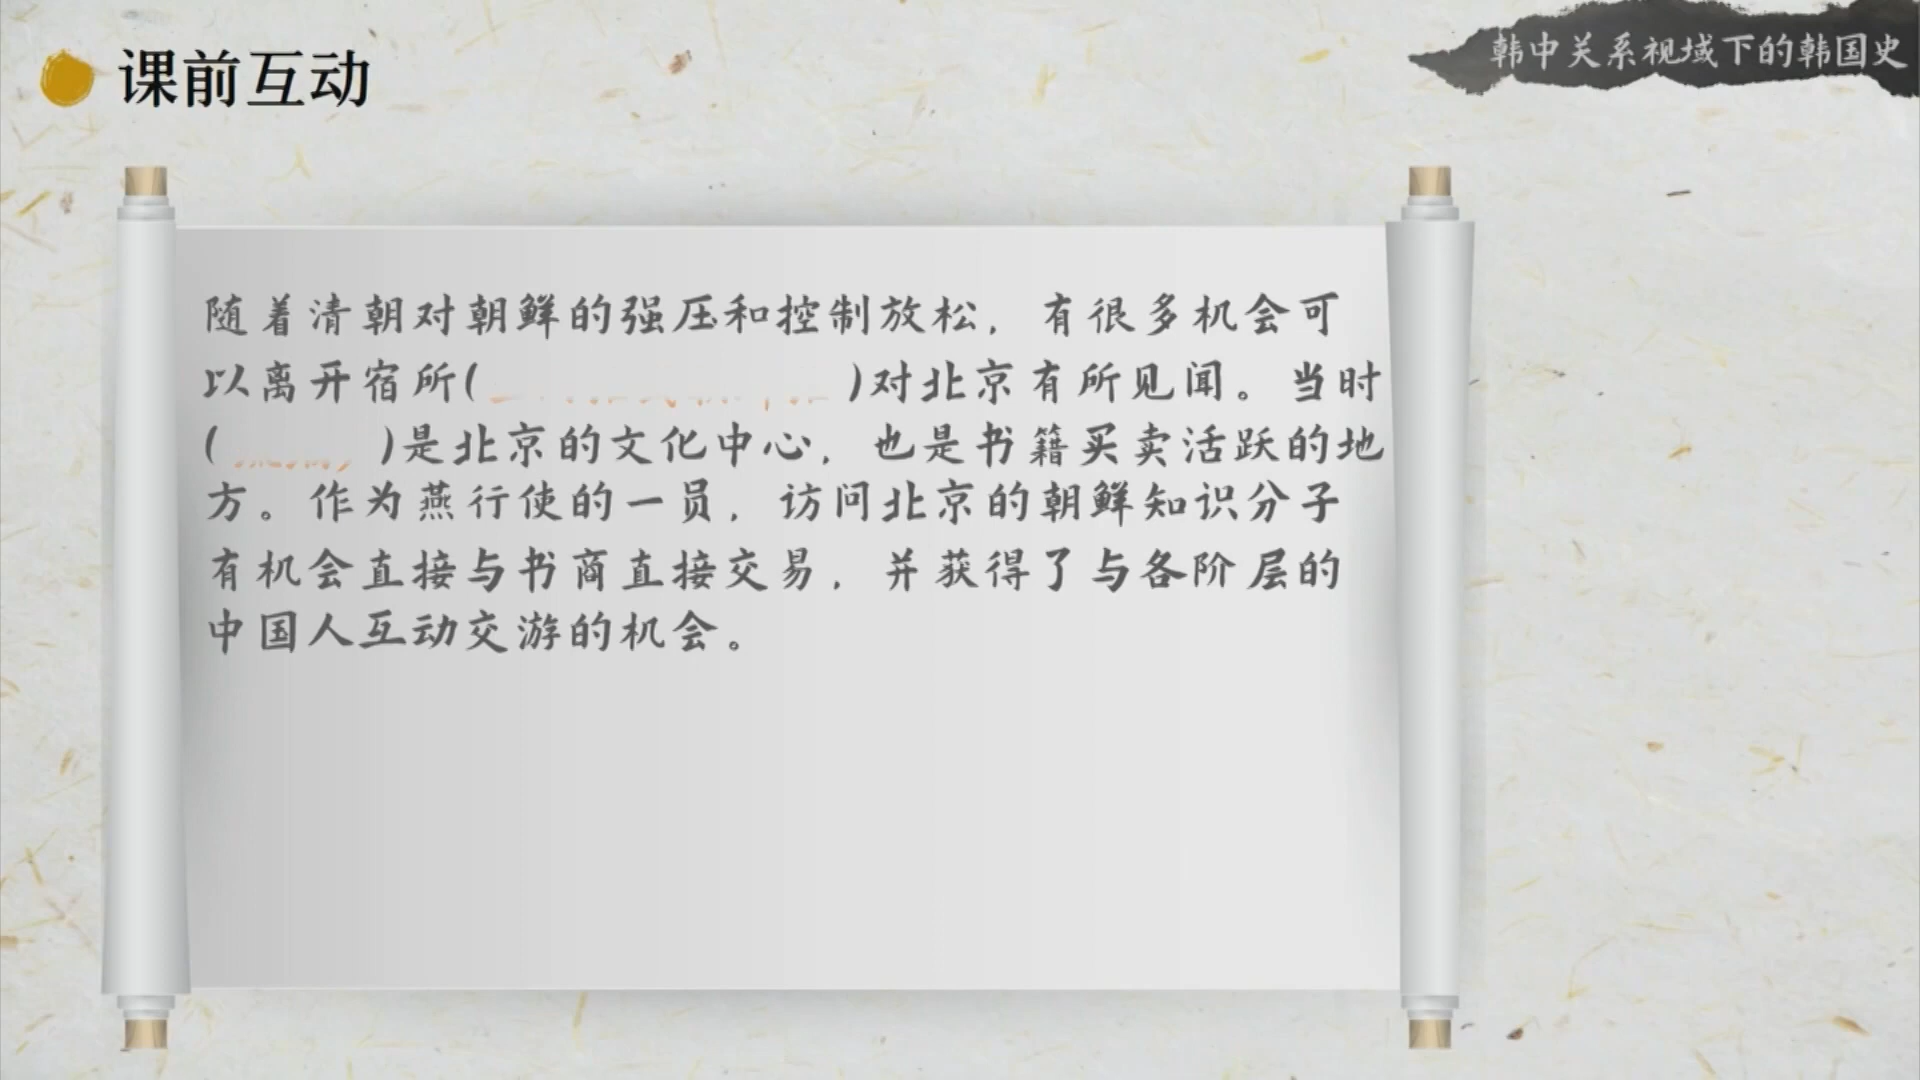 课前互动
韩中关系视域下的韩国史
随着清朝对朝鲜的强压和控制放松，有很多机会可
以离开宿所( )对北京有所见闻。当时
( )是北京的文化中心，也是书籍买卖活跃的地
方。作为燕行使的一员，访问北京的朝鲜知识分子
有机会直接与书商直接交易，并获得了与各阶层的
中国人互动交游的机会。